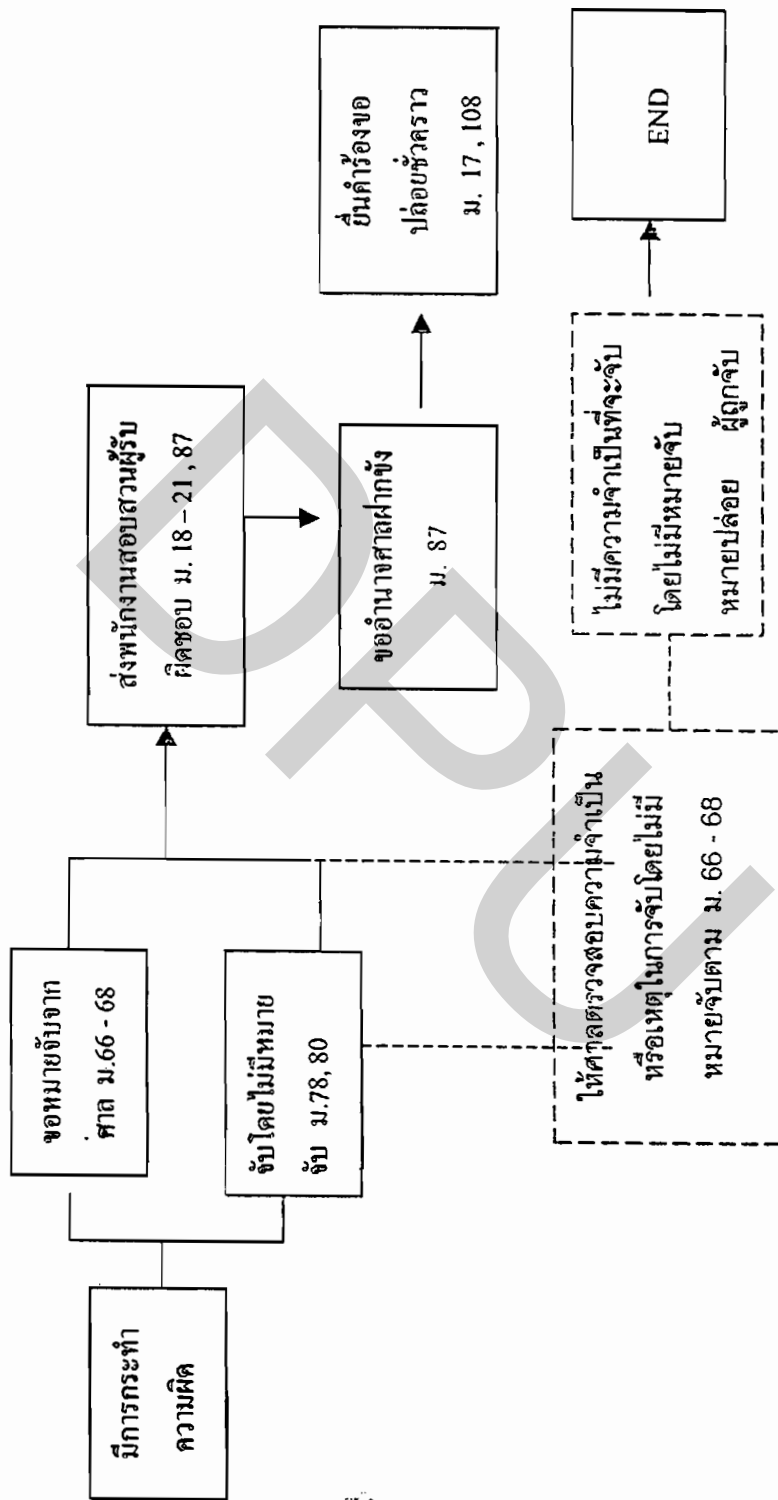 มีการกระทำ
ความผิด
ขอหมายจับจาก
ศาล ม.66 - 68
จับโดยไม่มีหมาย
จับ ม.78, 80
ส่งพนักงานสอบสวนผู้รับ
ผิดชอบ ม. 18 – 21, 87
ขออำนาจศาลฝากขัง
ม. 87
ยื่นคำร้องขอ
ปล่อยชั่วคราว
ม. 17, 108
ให้ศาลตรวจสอบความจำเป็น
หรือเหตุในการจับโดยไม่มี
หมายจับตาม ม. 66 - 68
ไม่มีความจำเป็นที่จะจับ
โดยไม่มีหมายจับ
หมายปล่อย ผู้ถูกจับ
END
DPU